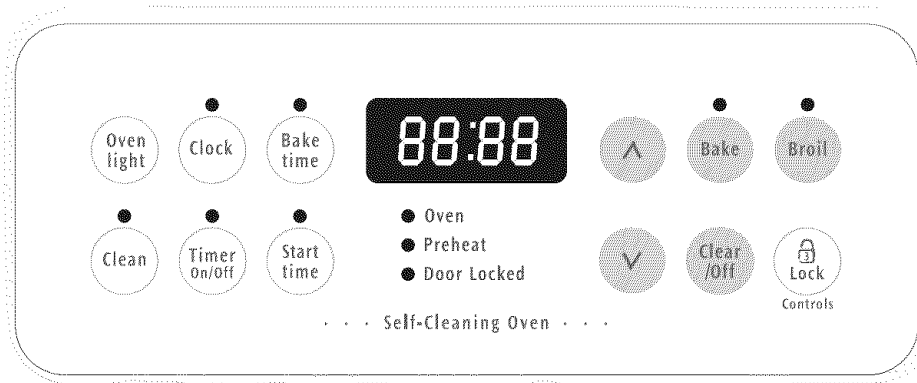 Oven
light
Clock
Bake
time
88:88
∧
Bake
Broil
Clean
Timer
On/Off
Start
time
Oven
Preheat
Door Locked
∨
Clear
/Off
3
Lock
Controls
· · · Self-Cleaning Oven · · ·